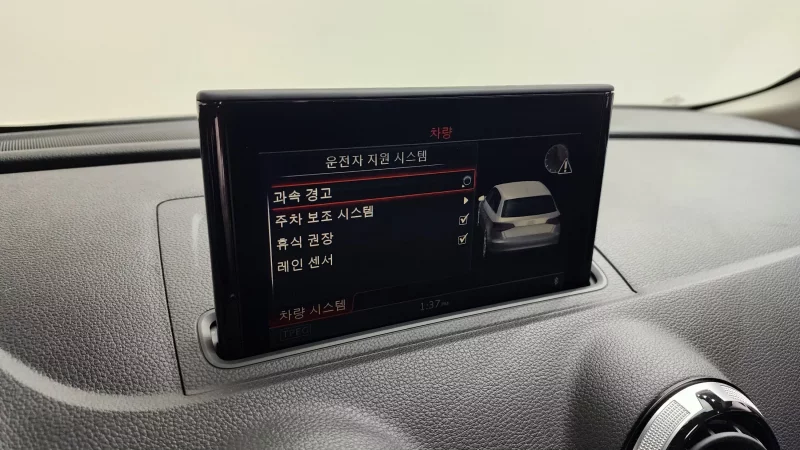 차량
운전자 지원 시스템
과속 경고
주차 보조 시스템
휴식 권장
레인 센서
차량 시스템
1:37